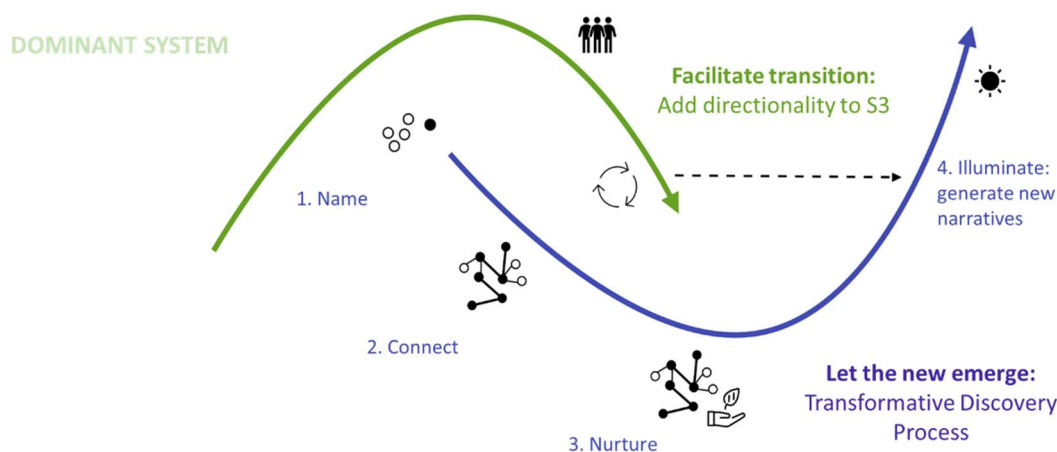 DOMINANT SYSTEM
Facilitate transition:
Add directionality to S3
1. Name
4. Illuminate:
generate new
narratives
2. Connect
Let the new emerge:
Transformative Discovery
Process
3. Nurture